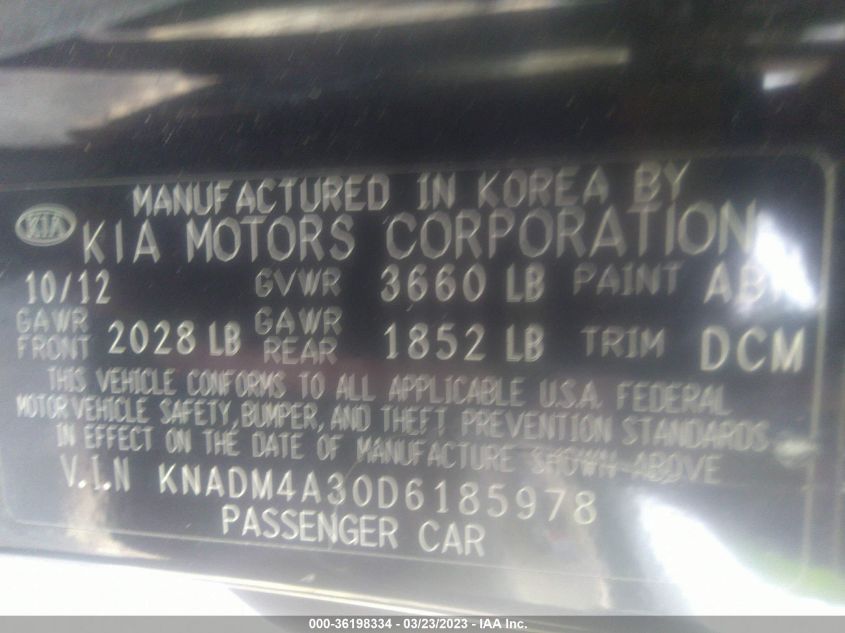 MANUFACTURED IN KOREA BY
KIA KIA MOTORS CORPORATION
10/12 GVWR 3660 LB PAINT
GAWR FRONT 2028 LB GAWR REAR 1852 LB TRIM DCM
THIS VEHICLE CONFORMS TO ALL APPLICABLE U.S.A. FEDERAL
MOTOR VEHICLE SAFETY, BUMPER, AND THEFT PREVENTION STANDARDS
IN EFFECT ON THE DATE OF MANUFACTURE SHOWN ABOVE
V.I.N KNADM4A30D6185978
PASSENGER CAR
000-36198334 - 03/23/2023 - IAA Inc.